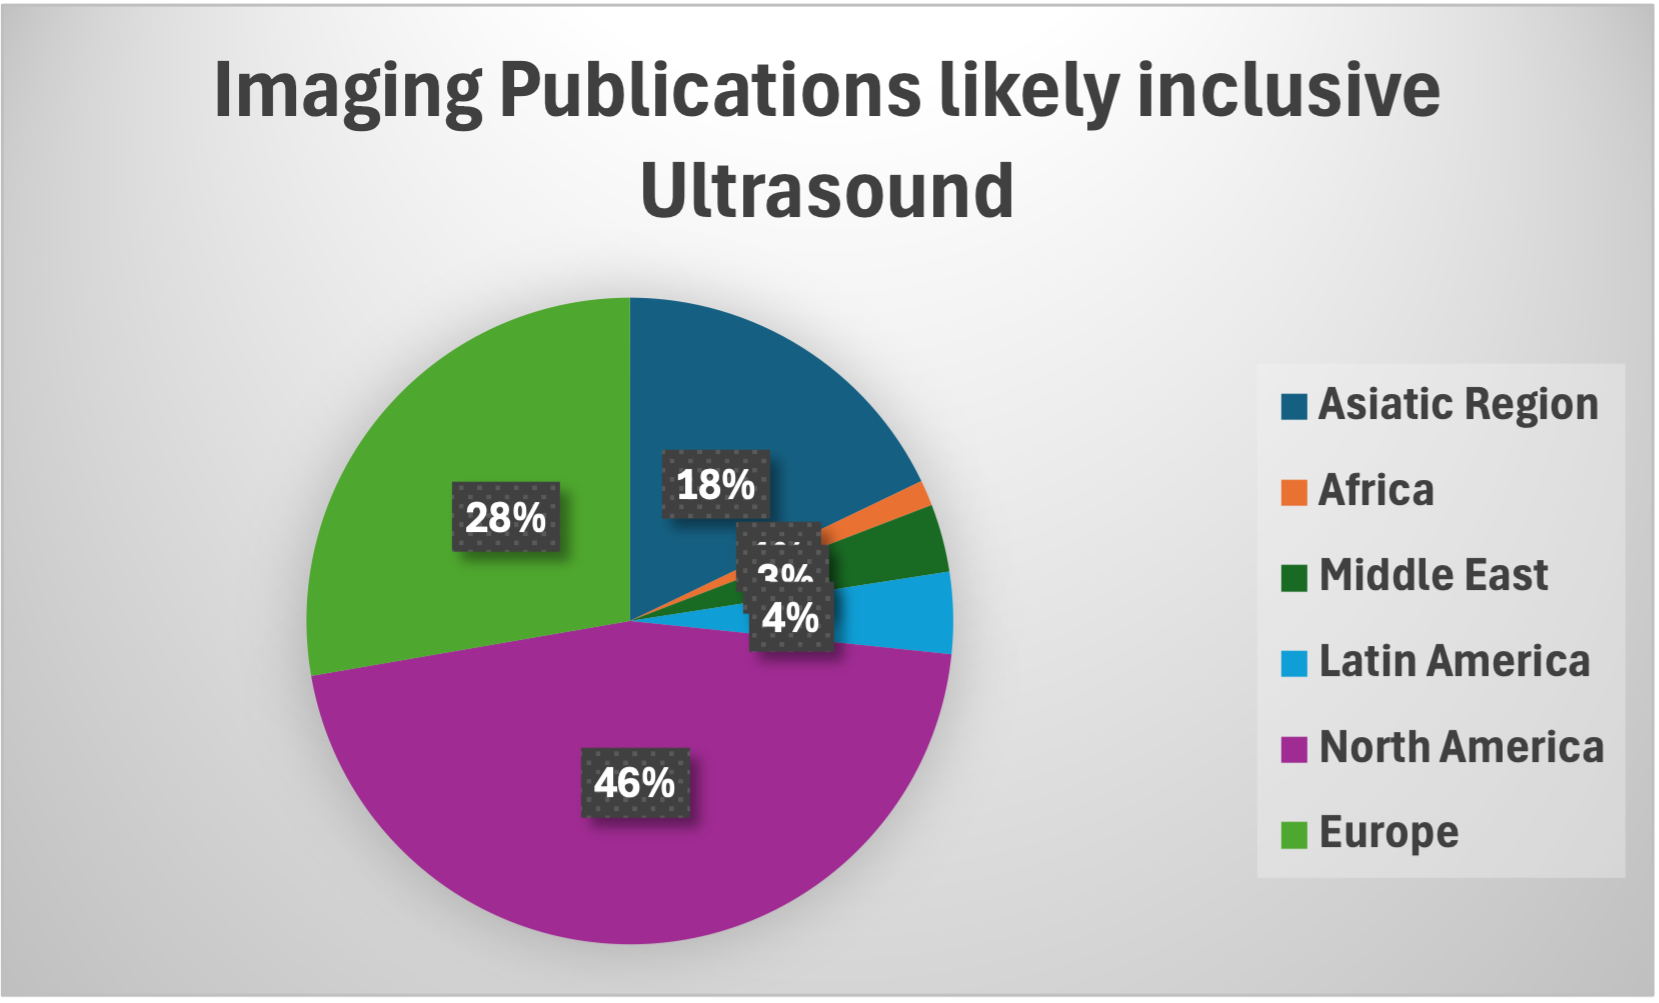 Imaging Publications likely inclusive
Ultrasound
18%
28%
3%
4%
46%
Asiatic Region
Africa
Middle East
Latin America
North America
Europe